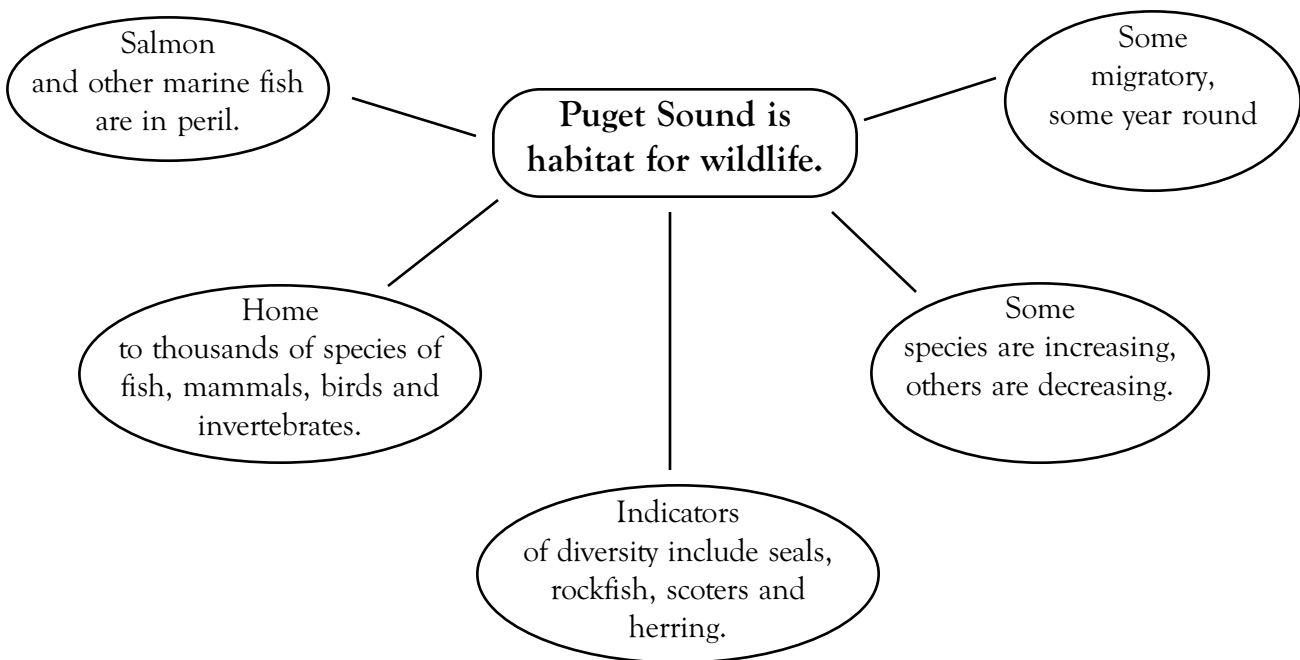 Salmon
and other marine fish
are in peril.
Puget Sound is
habitat for wildlife.
Some
migratory,
some year round
Home
to thousands of species of
fish, mammals, birds and
invertebrates.
Some
species are increasing,
others are decreasing.
Indicators
of diversity include seals,
rockfish, scoters and
herring.